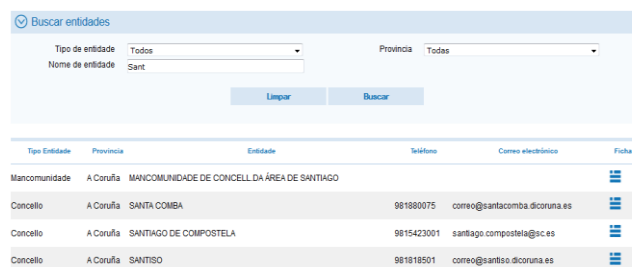 Buscar entidades
Tipo de entidade Todos Provincia Todas
Nome de entidade Sant
Limpar Buscar
Tipo Entidade Provincia Entidade Teléfono Correo electrónico Ficha
Mancomunidade A Coruña MANCOMUNIDADE DE CONCELL.DA ÁREA DE SANTIAGO
Concello A Coruña SANTA COMBA 981880075 correo@santacomba.dicoruna.es
Concello A Coruña SANTIAGO DE COMPOSTELA 9815423001 santiago.compostela@sc.es
Concello A Coruña SANTISO 981818501 correo@santiso.dicoruna.es